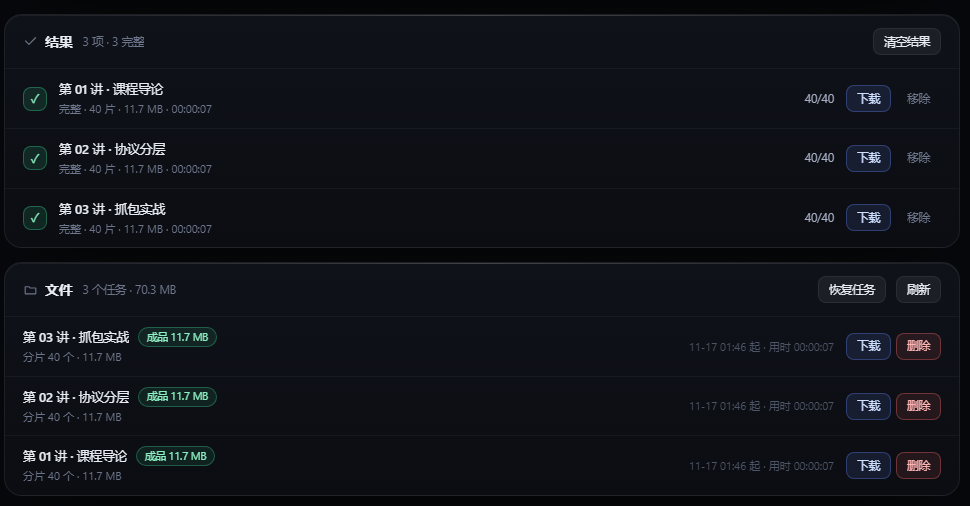 结果 3 项 · 3 完整 清空结果
第 01 讲 · 课程导论
完整 · 40 片 · 11.7 MB · 00:00:07
40/40 下载 移除
第 02 讲 · 协议分层
完整 · 40 片 · 11.7 MB · 00:00:07
40/40 下载 移除
第 03 讲 · 抓包实战
完整 · 40 片 · 11.7 MB · 00:00:07
40/40 下载 移除
文件 3 个任务 · 70.3 MB 恢复任务 刷新
第 03 讲 · 抓包实战 成品 11.7 MB
分片 40 个 · 11.7 MB
11-17 01:46 起 · 用时 00:00:07 下载 删除
第 02 讲 · 协议分层 成品 11.7 MB
分片 40 个 · 11.7 MB
11-17 01:46 起 · 用时 00:00:07 下载 删除
第 01 讲 · 课程导论 成品 11.7 MB
分片 40 个 · 11.7 MB
11-17 01:46 起 · 用时 00:00:07 下载 删除